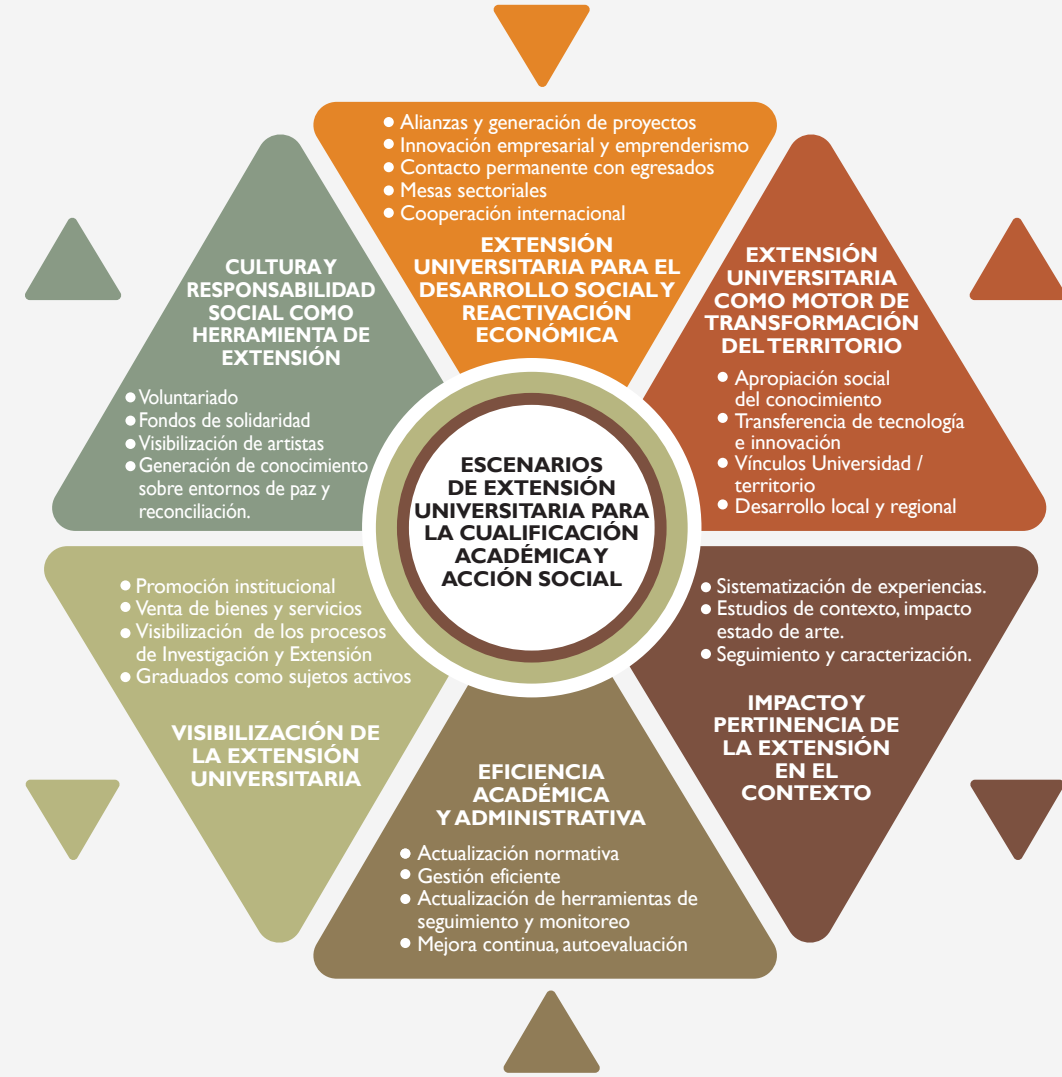 ● Alianzas y generación de proyectos
● Innovación empresarial y emprenderismo
● Contacto permanente con egresados
● Mesas sectoriales
● Cooperación internacional
EXTENSIÓN
UNIVERSITARIA PARA EL
DESARROLLO SOCIAL Y
REACTIVACIÓN
ECONÓMICA
EXTENSIÓN
UNIVERSITARIA
COMO MOTOR DE
TRANSFORMACIÓN
DEL TERRITORIO
● Apropiación social
del conocimiento
● Transferencia de tecnología
e innovación
● Vínculos Universidad /
territorio
● Desarrollo local y regional
● Sistematización de experiencias.
● Estudios de contexto, impacto
estado de arte.
● Seguimiento y caracterización.
IMPACTO Y
PERTINENCIA DE
LA EXTENSIÓN
EN EL
CONTEXTO
EFICIENCIA
ACADÉMICA
Y ADMINISTRATIVA
● Actualización normativa
● Gestión eficiente
● Actualización de herramientas de
seguimiento y monitoreo
● Mejora continua, autoevaluación
● Promoción institucional
● Venta de bienes y servicios
● Visibilización de los procesos
de Investigación y Extensión
● Graduados como sujetos activos
VISIBILIZACIÓN DE
LA EXTENSIÓN
UNIVERSITARIA
CULTURA Y
RESPONSABILIDAD
SOCIAL COMO
HERRAMIENTA DE
EXTENSIÓN
● Voluntariado
● Fondos de solidaridad
● Visibilización de artistas
● Generación de conocimiento
sobre entornos de paz y
reconciliación.
ESCENARIOS
DE EXTENSIÓN
UNIVERSITARIA PARA
LA CUALIFICACIÓN
ACADÉMICA Y
ACCIÓN SOCIAL